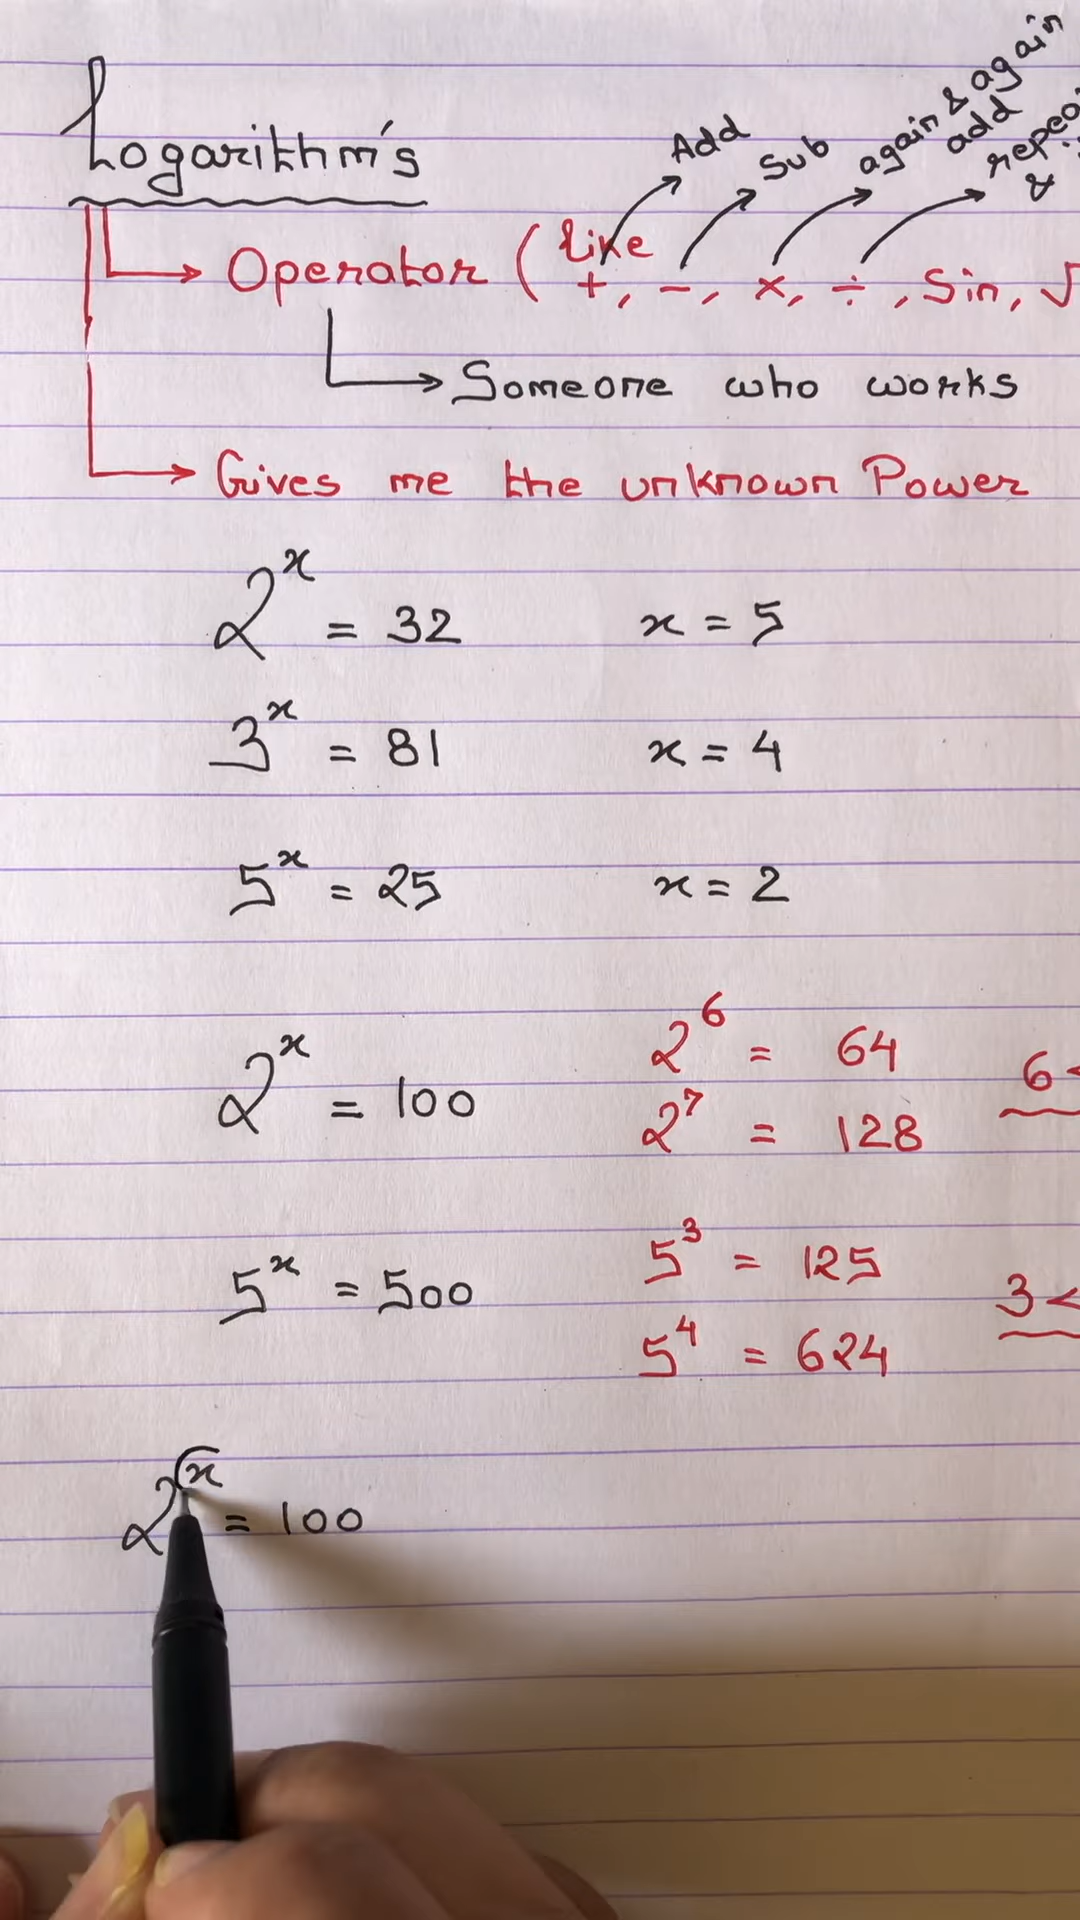 Logarithm's
Add
Sub
again & again
add
&
Operator ( like
+, -, ×, ÷, Sin, √
Someone who works
Gives me the unknown Power
2^x = 32 x = 5
3^x = 81 x = 4
5^x = 25 x = 2
2^x = 100
2^6 = 64
2^7 = 128
6 <
5^x = 500
5^3 = 125
5^4 = 624
3 <
2^x = 100